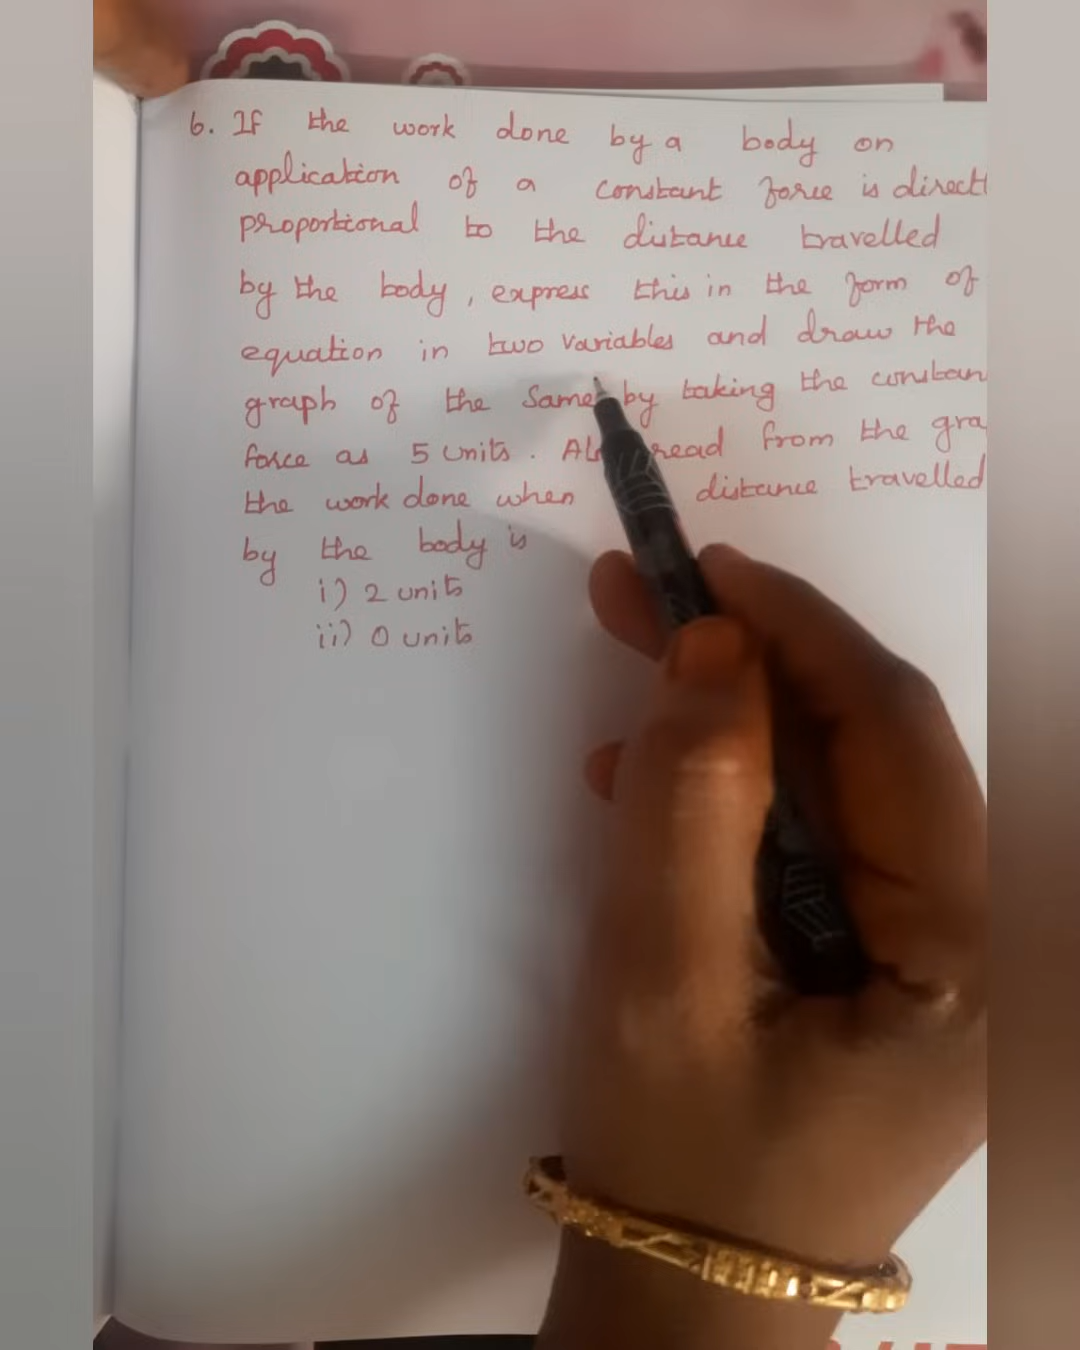 6. If the work done by a body on
application of a constant force is directl
proportional to the distance travelled
by the body, express this in the form of
equation in two variables and draw the
graph of the same by taking the constan
force as 5 units. Al read from the gra
the work done when distance travelled
by the body is
i) 2 units
ii) 0 units